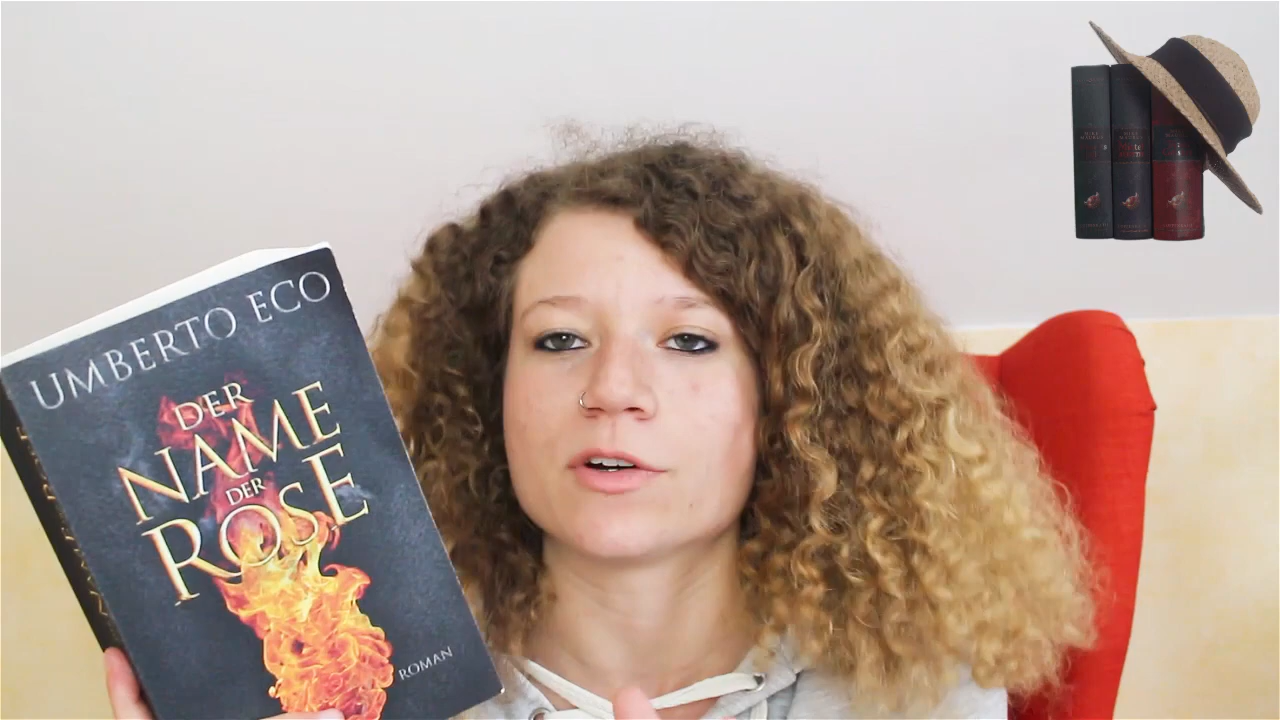 UMBERTO ECO
DER
NAME
DER
ROSE
ROMAN